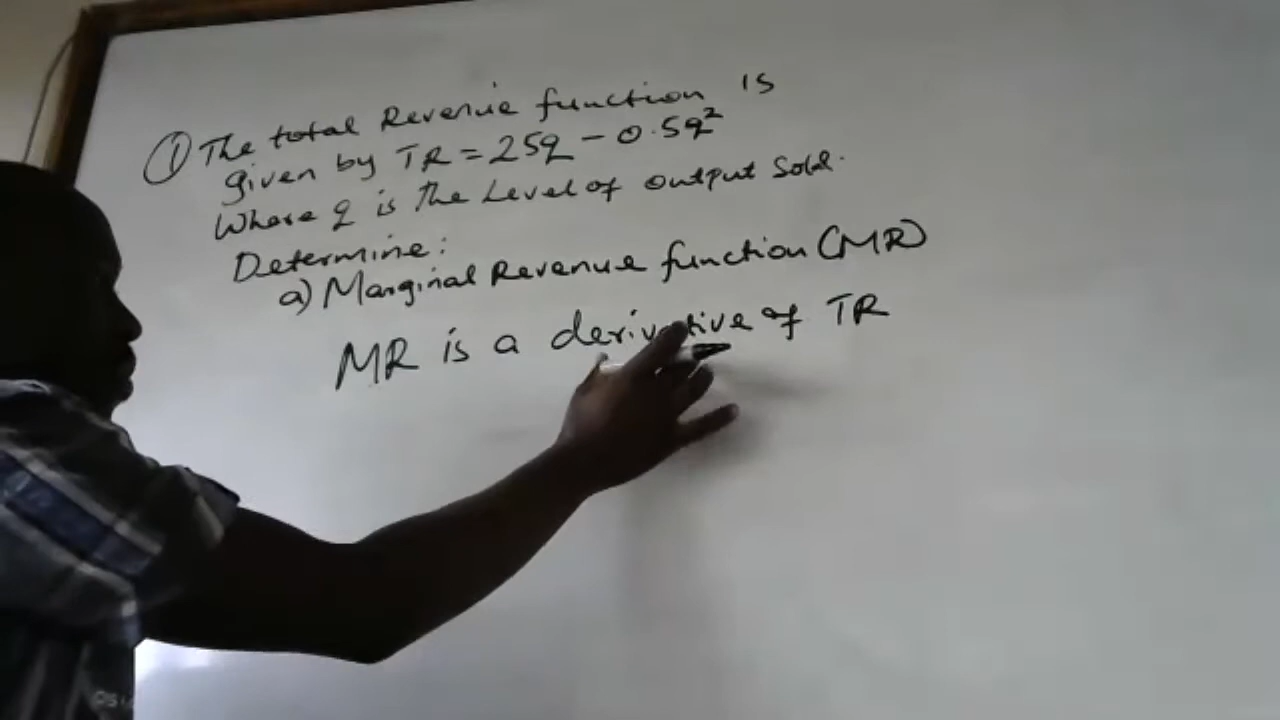 ① The total Revenue function is
given by TR = 25q - 0.5q²
Where q is the Level of output Sold.
Determine:
a) Marginal Revenue function (MR)
MR is a derivative of TR